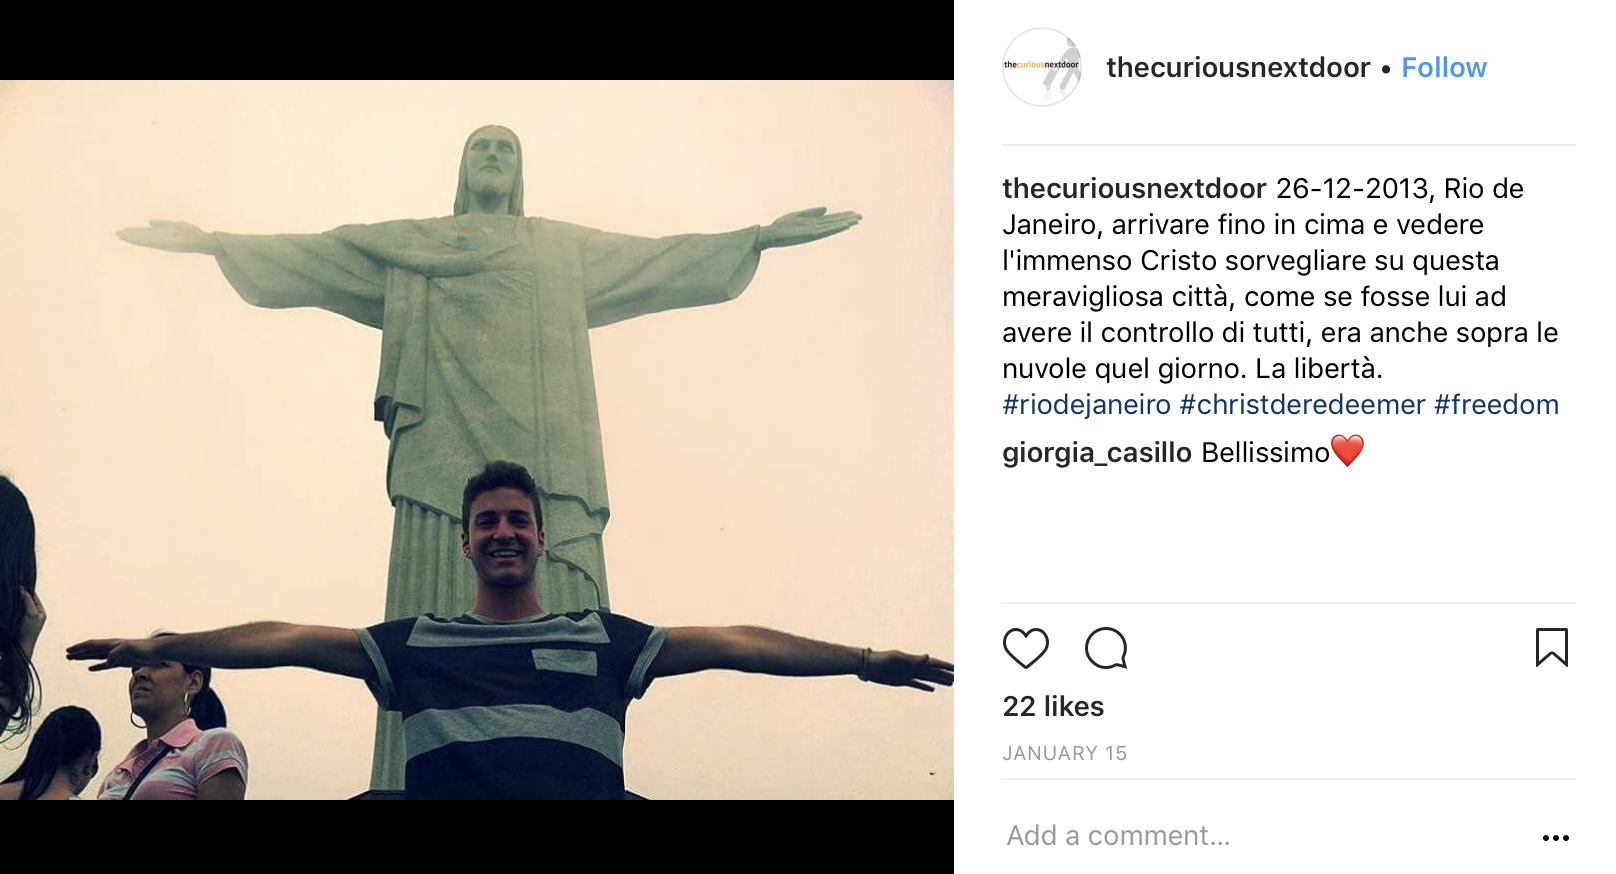 thecuriousnextdoor
thecuriousnextdoor • Follow
thecuriousnextdoor 26-12-2013, Rio de
Janeiro, arrivare fino in cima e vedere
l'immenso Cristo sorvegliare su questa
meravigliosa città, come se fosse lui ad
avere il controllo di tutti, era anche sopra le
nuvole quel giorno. La libertà.
#riodejaneiro #christderedeemer #freedom
giorgia_casillo Bellissimo❤️
22 likes
JANUARY 15
Add a comment...